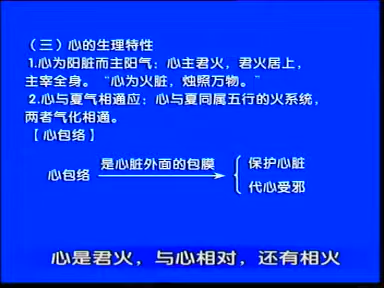 （三）心的生理特性
1.心为阳脏而主阳气：心主君火，君火居上，
主宰全身。“心为火脏，烛照万物。”
2.心与夏气相通应：心与夏同属五行的火系统，
两者气化相通。
【心包络】
是心脏外面的包膜
心包络
保护心脏
代心受邪
心是君火，与心相对，还有相火